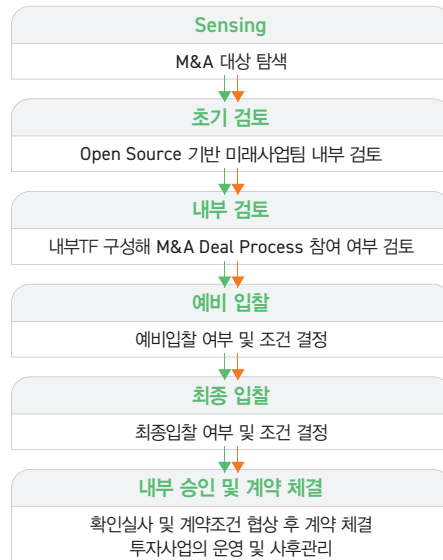 Sensing
M&A 대상 탐색
초기 검토
Open Source 기반 미래사업팀 내부 검토
내부 검토
내부TF 구성해 M&A Deal Process 참여 여부 검토
예비 입찰
예비입찰 여부 및 조건 결정
최종 입찰
최종입찰 여부 및 조건 결정
내부 승인 및 계약 체결
확인실사 및 계약조건 협상 후 계약 체결
투자사업의 운영 및 사후관리